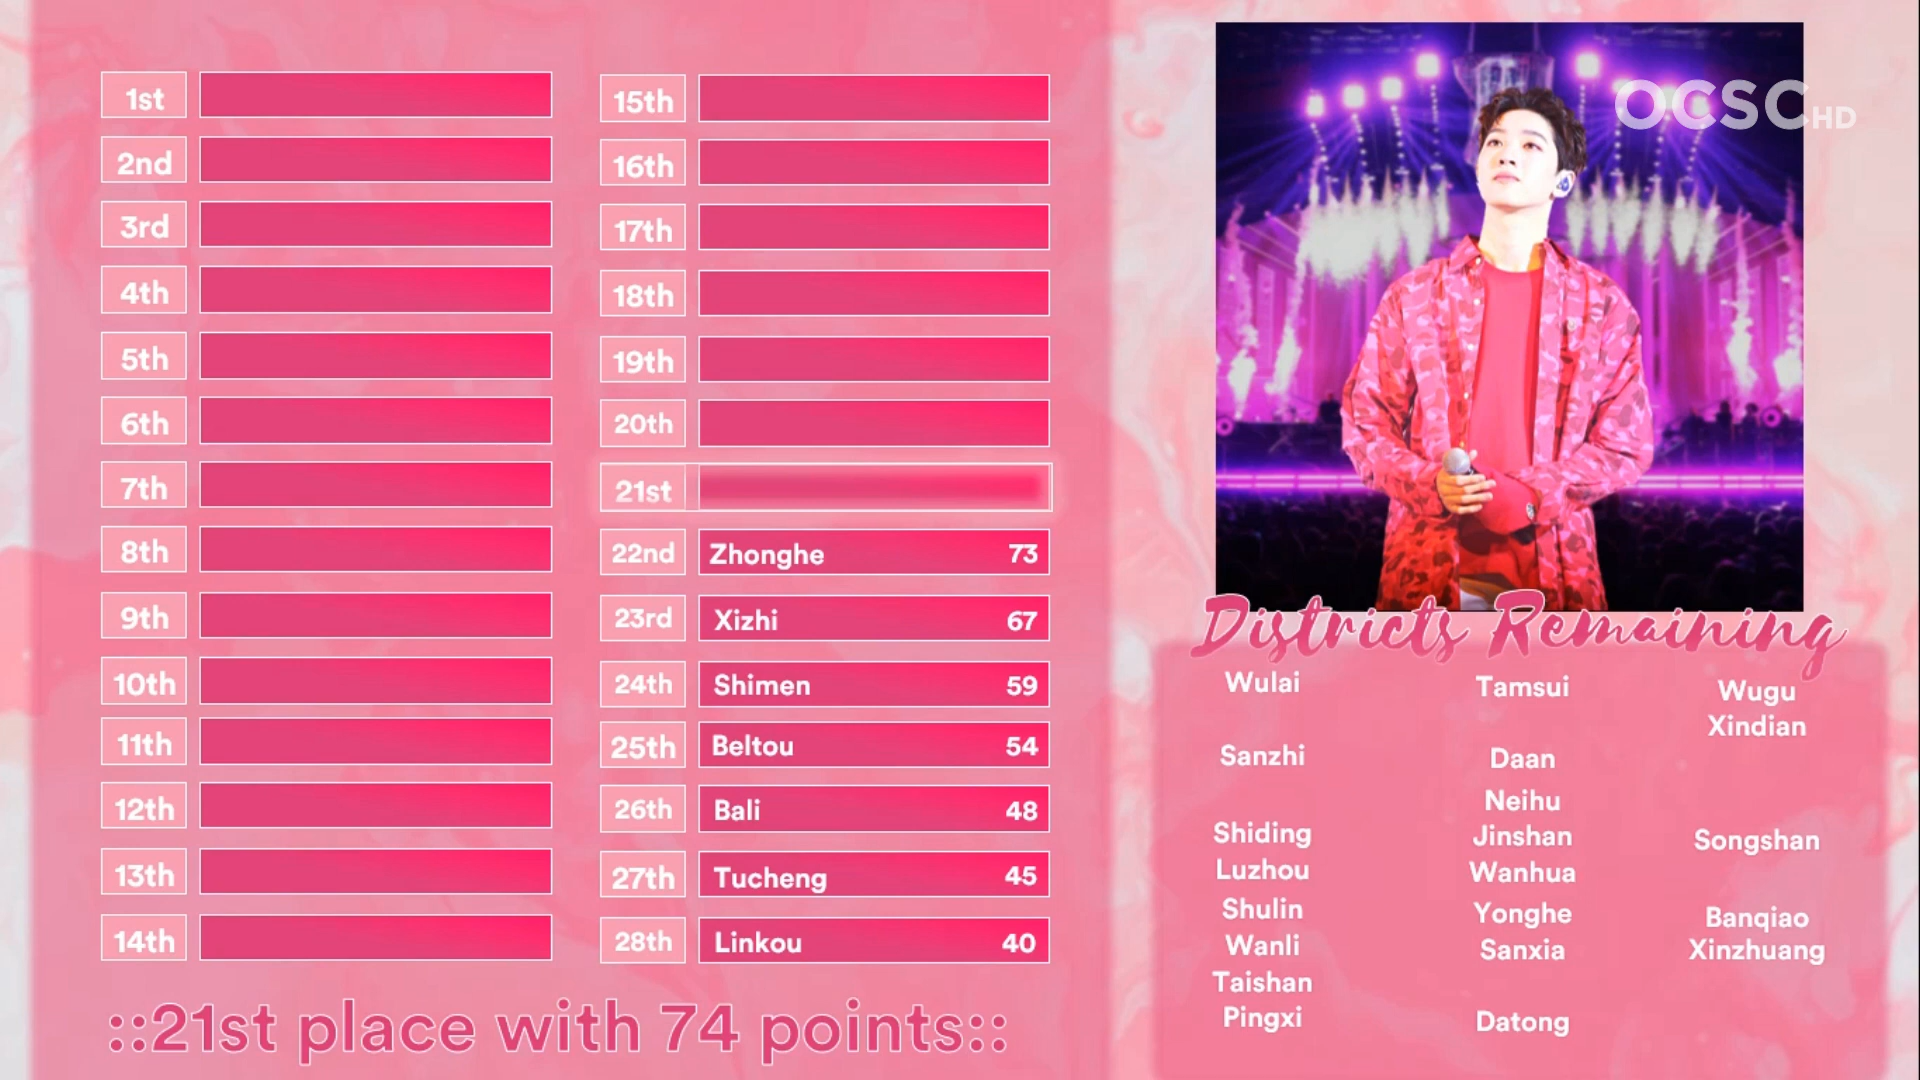 1st
2nd
3rd
4th
5th
6th
7th
8th
9th
10th
11th
12th
13th
14th
15th
16th
17th
18th
19th
20th
21st
22nd Zhonghe 73
23rd Xizhi 67
24th Shimen 59
25th Beltou 54
26th Bali 48
27th Tucheng 45
28th Linkou 40
::21st place with 74 points::
OCSC HD
Districts Remaining
Wulai
Sanzhi
Shiding
Luzhou
Shulin
Wanli
Taishan
Pingxi
Tamsui
Daan
Neihu
Jinshan
Wanhua
Yonghe
Sanxia
Datong
Wugu
Xindian
Songshan
Banqiao
Xinzhuang